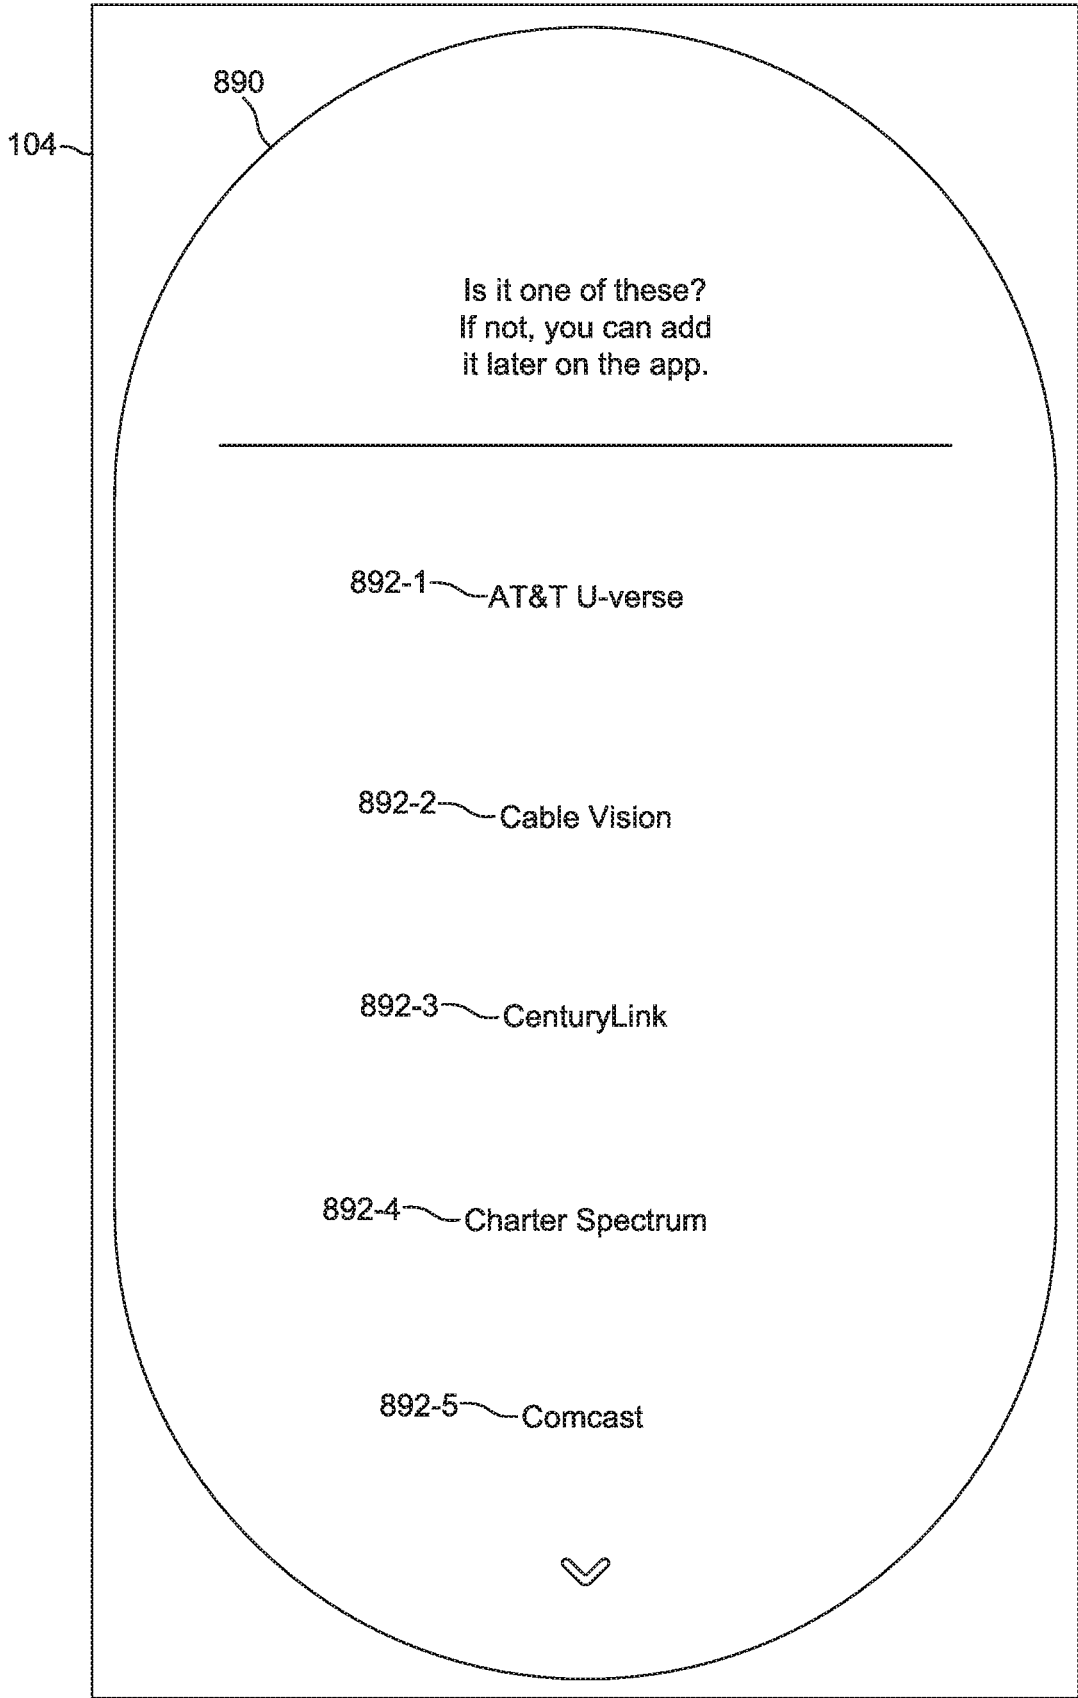 890
104
Is it one of these?
If not, you can add
it later on the app.
892-1 AT&T U-verse
892-2 Cable Vision
892-3 CenturyLink
892-4 Charter Spectrum
892-5 Comcast